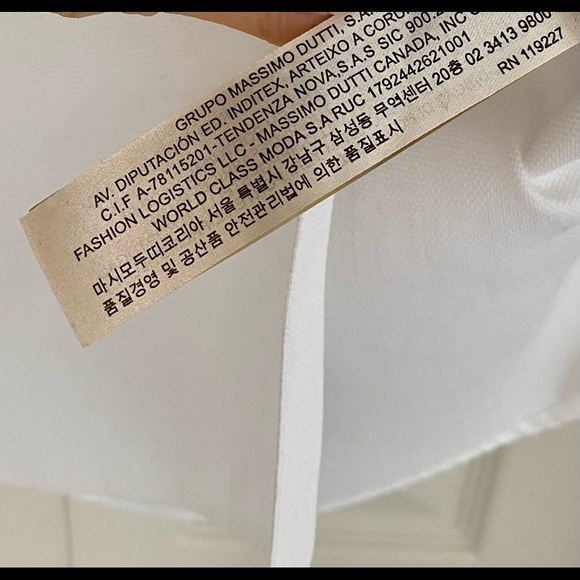 GRUPO MASSIMO DUTTI, S.A.
AV. DIPUTACIÓN ED. INDITEX, ARTEIXO A CORUÑ
C.I.F A-78115201-TENDENZA NOVA,S.A.S SIC 900.2
FASHION LOGISTICS LLC - MASSIMO DUTTI CANADA, INC
WORLD CLASS MODA S.A RUC 1792442621001
마시모두띠코리아 서울 특별시 강남구 삼성동 무역센터 20층 02 3413 9800
품질경영 및 공산품 안전관리법에 의한 품질표시
RN 119227